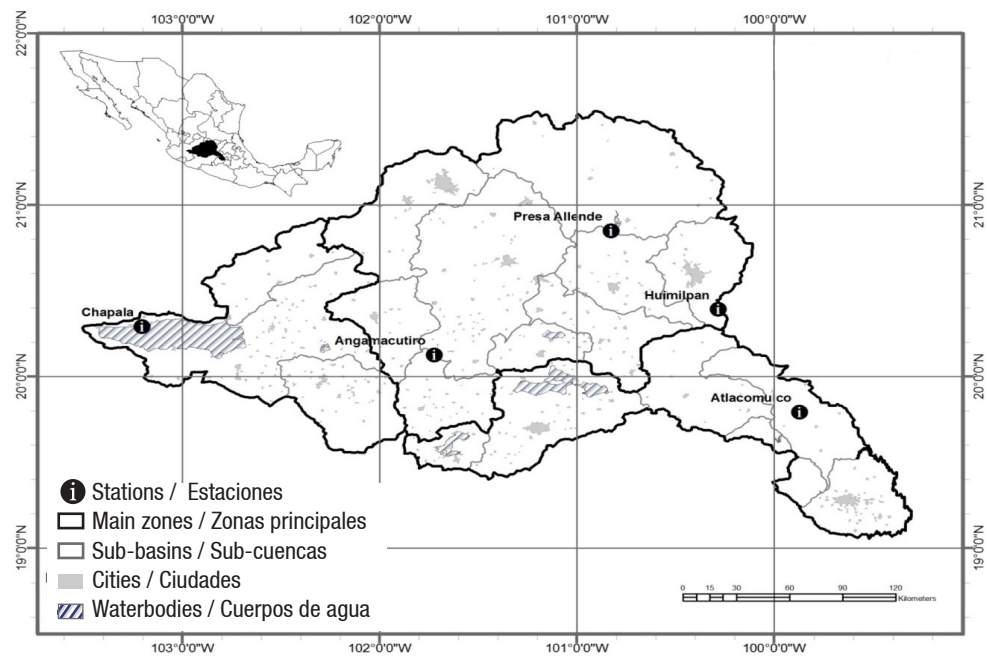 103°0'0"W 102°0'0"W 101°0'0"W 100°0'0"W
22°0'0"N
21°0'0"N 21°0'0"N
Presa Allende
Huimilpan
Chapala
Angamacutiro
20°0'0"N 20°0'0"N
Atlacomulco
Stations / Estaciones
Main zones / Zonas principales
Sub-basins / Sub-cuencas
19°0'0"N 19°0'0"N
Cities / Ciudades
Waterbodies / Cuerpos de agua
0 15 30 60 90 120
Kilometers
103°0'0"W 102°0'0"W 101°0'0"W 100°0'0"W